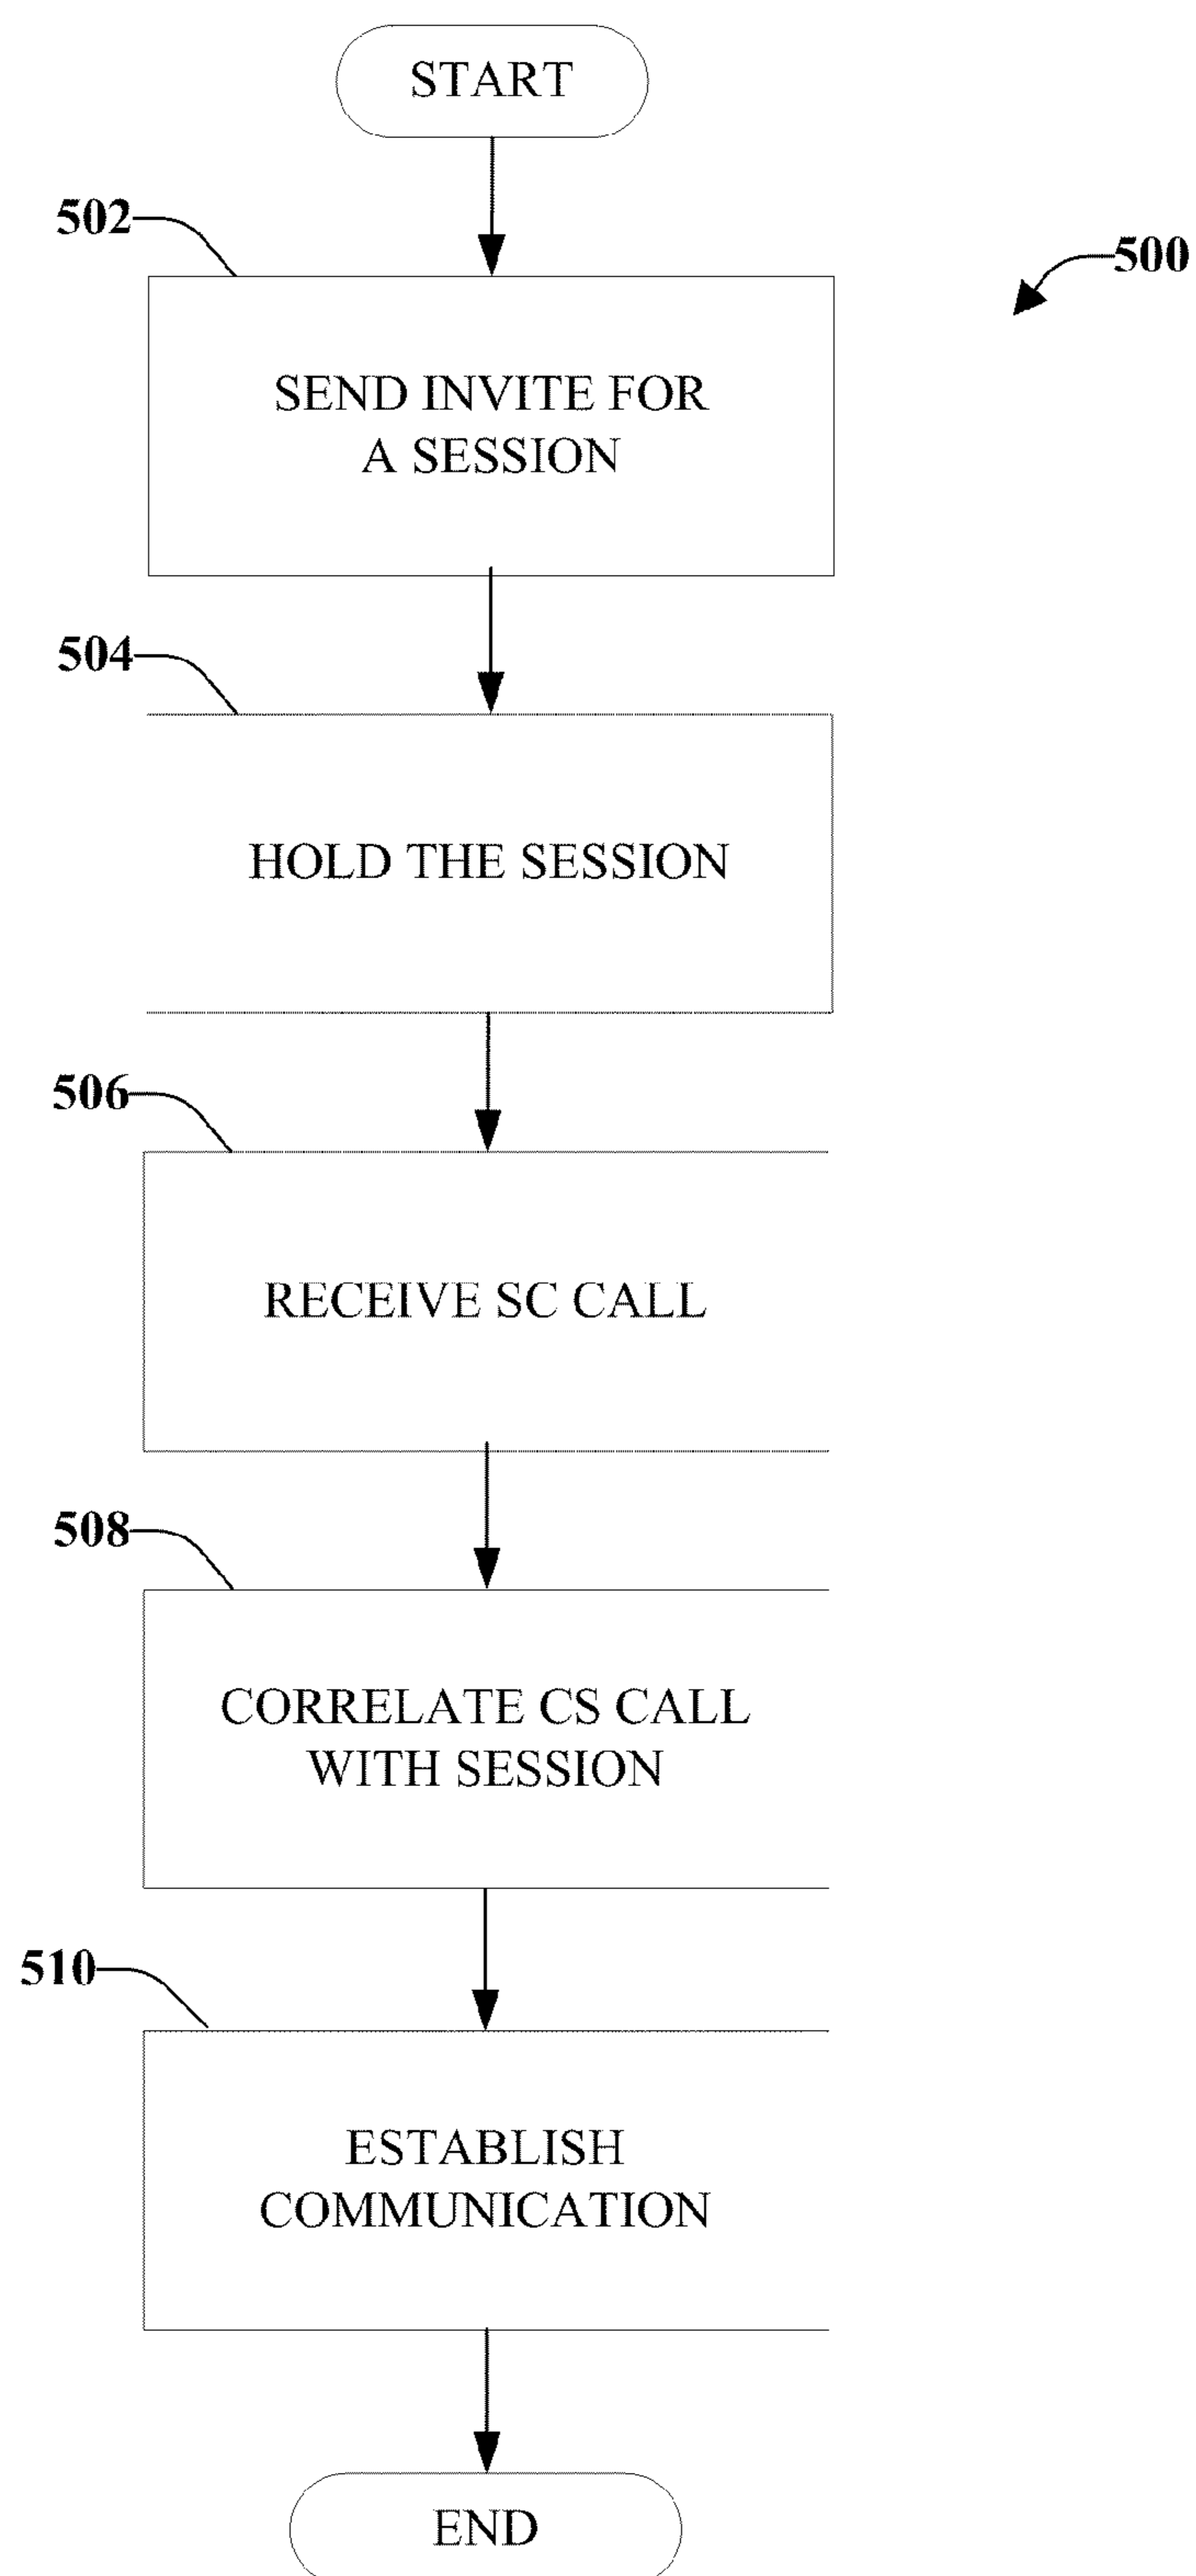 START
502
500
SEND INVITE FOR
A SESSION
504
HOLD THE SESSION
506
RECEIVE SC CALL
508
CORRELATE CS CALL
WITH SESSION
510
ESTABLISH
COMMUNICATION
END